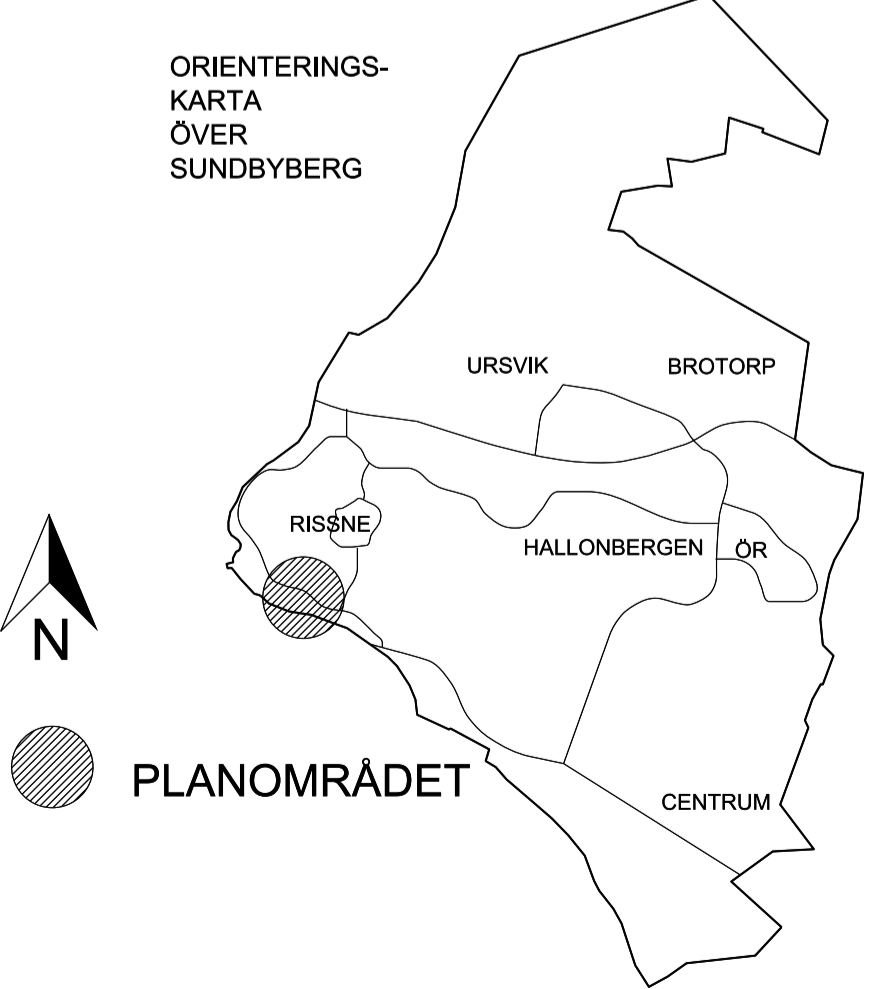 ORIENTERINGS-
KARTA
ÖVER
SUNDBYBERG
URSVIK
BROTORP
RISSNE
HALLONBERGEN
ÖR
N
PLANOMRÅDET
CENTRUM